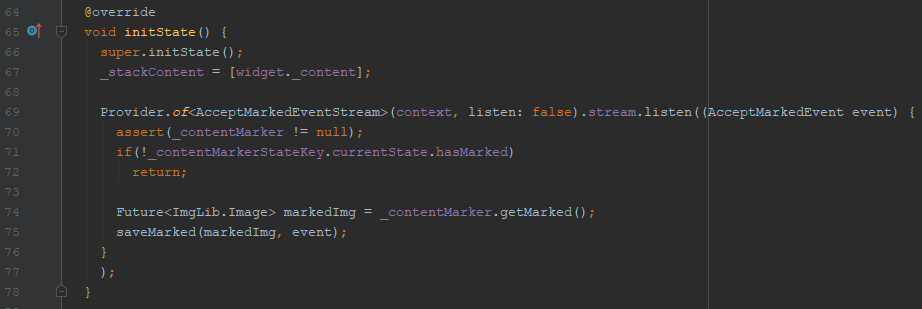 64 @override
65 void initState() {
66 super.initState();
67 _stackContent = [widget._content];
68
69 Provider.of<AcceptMarkedEventStream>(context, listen: false).stream.listen((AcceptMarkedEvent event) {
70 assert(_contentMarker != null);
71 if(!_contentMarkerStateKey.currentState.hasMarked)
72 return;
73
74 Future<ImgLib.Image> markedImg = _contentMarker.getMarked();
75 saveMarked(markedImg, event);
76 }
77 );
78 }